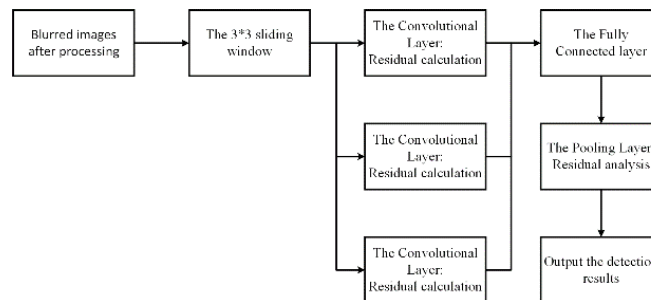 Blurred images
after processing
The 3*3 sliding
window
The Convolutional
Layer:
Residual calculation
The Convolutional
Layer:
Residual calculation
The Convolutional
Layer:
Residual calculation
The Fully
Connected layer
The Pooling Layer
Residual analysis
Output the detection
results